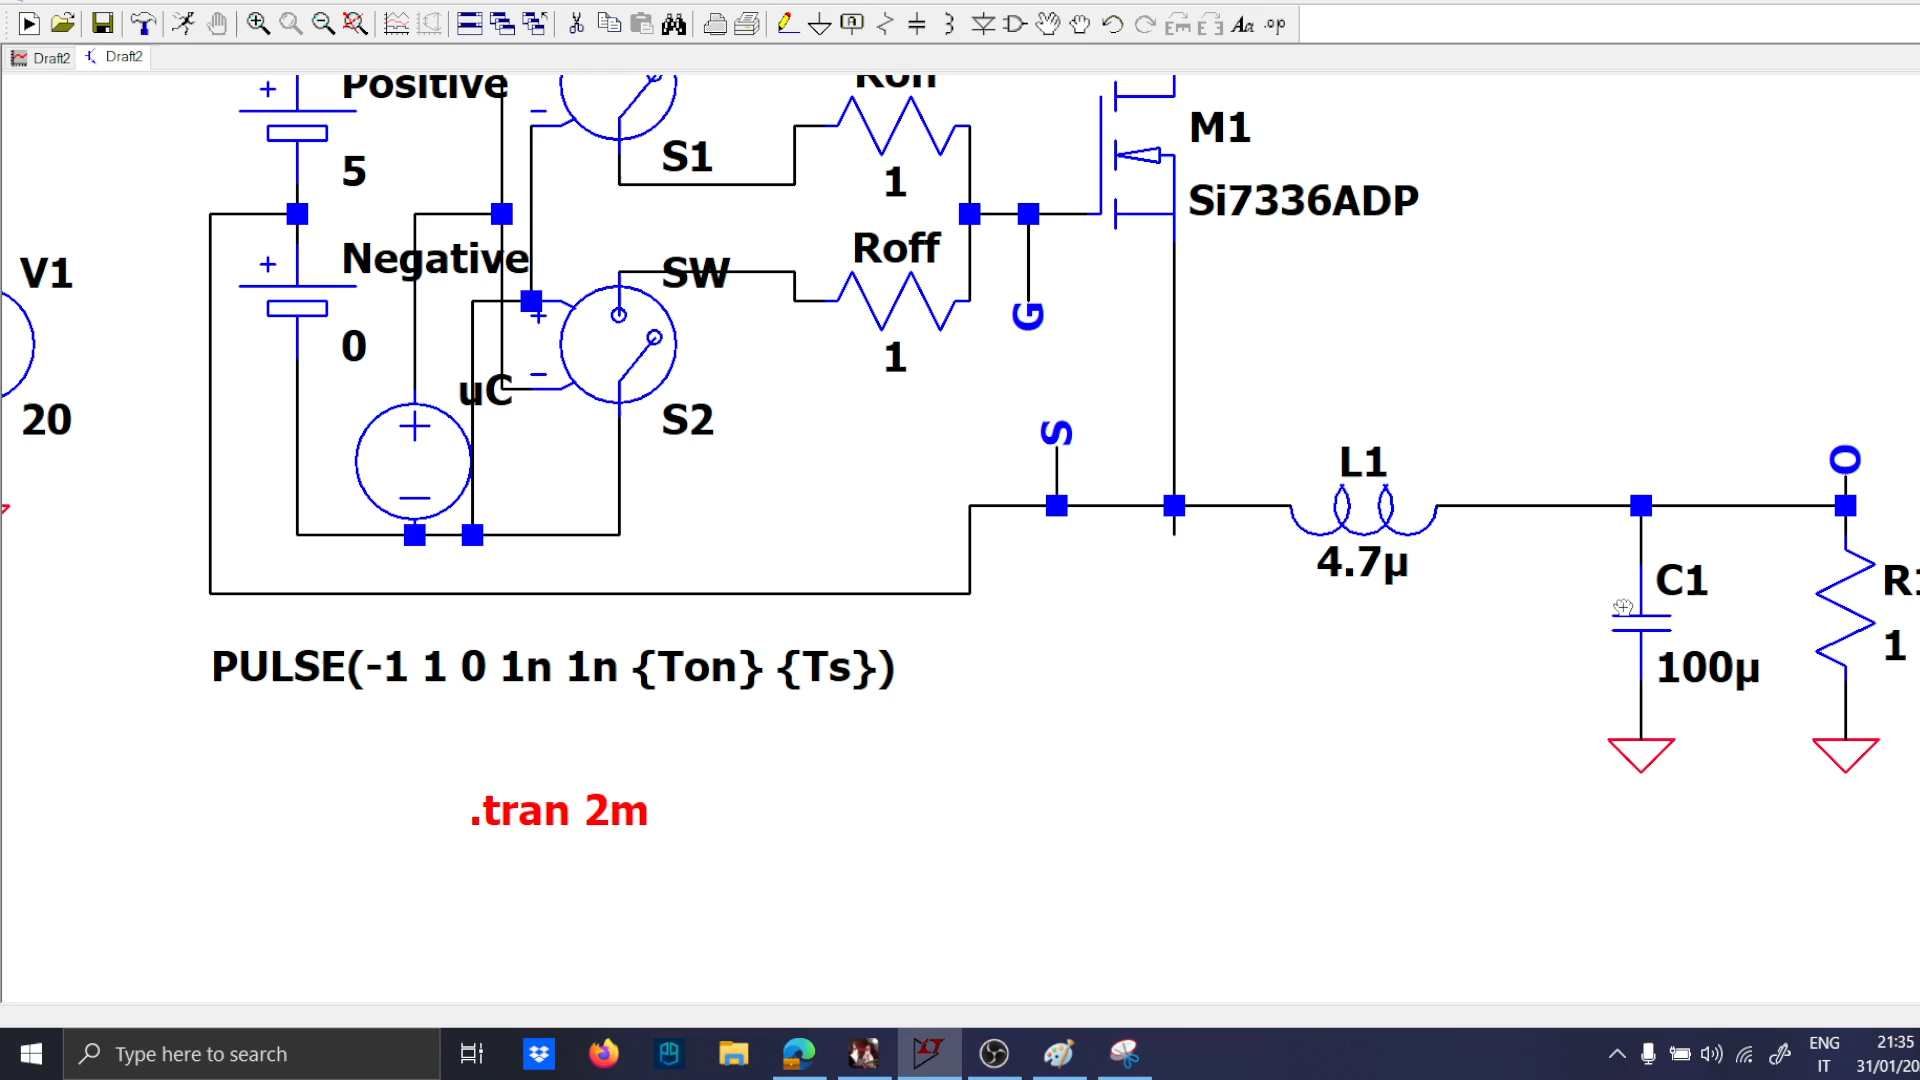 Draft2
Draft2
Positive
5
Negative
0
V1
20
uC
S1
SW
S2
Ron
1
Roff
1
G
M1
Si7336ADP
S
L1
4.7µ
O
C1
100µ
R1
1
PULSE(-1 1 0 1n 1n {Ton} {Ts})
.tran 2m
Type here to search
ENG
IT
21:35
31/01/20